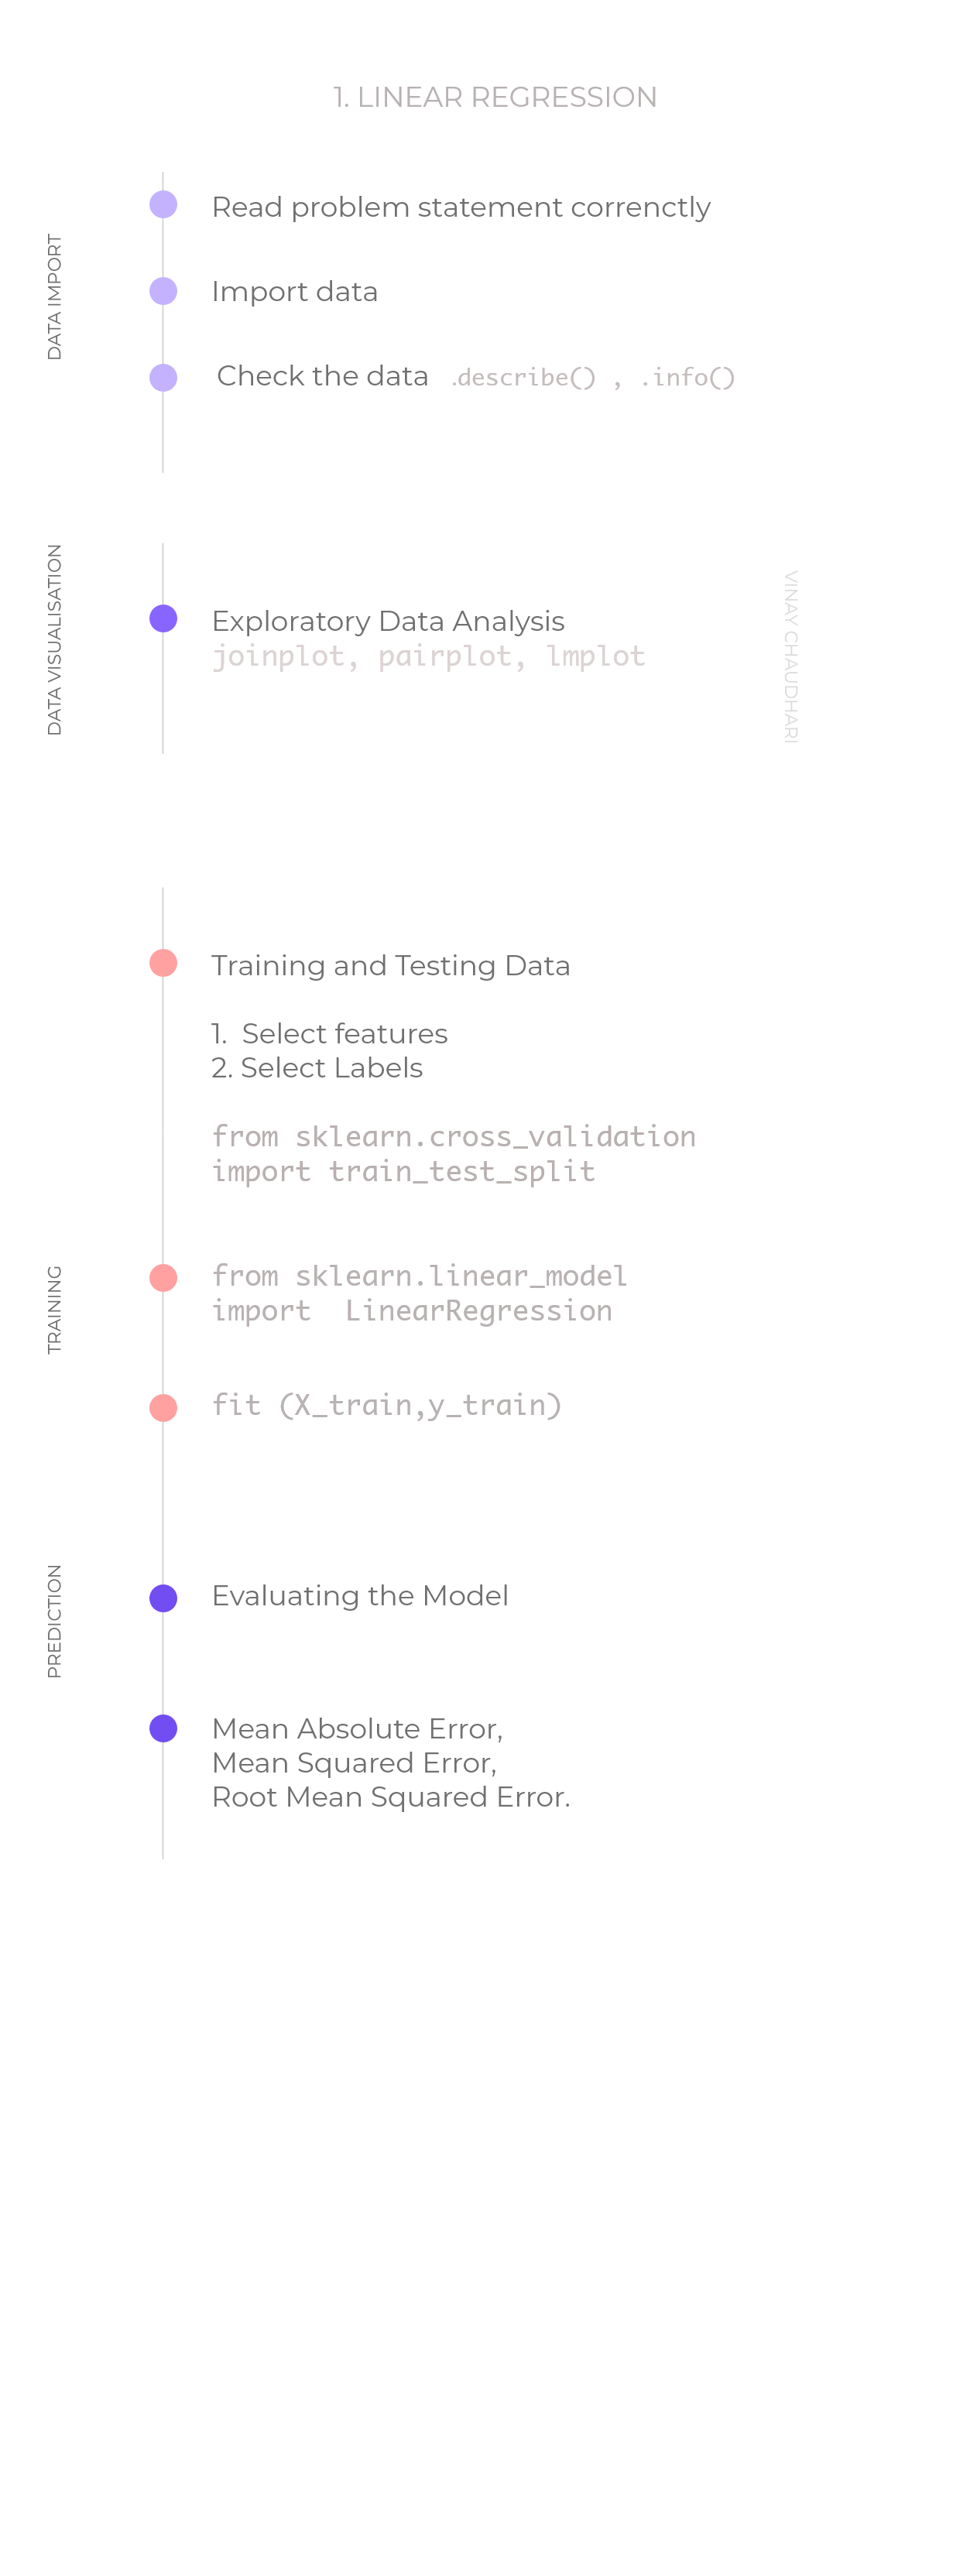 1. LINEAR REGRESSION
DATA IMPORT
Read problem statement correnctly
Import data
Check the data .describe() , .info()
DATA VISUALISATION
Exploratory Data Analysis
joinplot, pairplot, lmplot
VINAY CHAUDHARI
Training and Testing Data
1. Select features
2. Select Labels
from sklearn.cross_validation
import train_test_split
TRAINING
from sklearn.linear_model
import  LinearRegression
fit (X_train,y_train)
PREDICTION
Evaluating the Model
Mean Absolute Error,
Mean Squared Error,
Root Mean Squared Error.